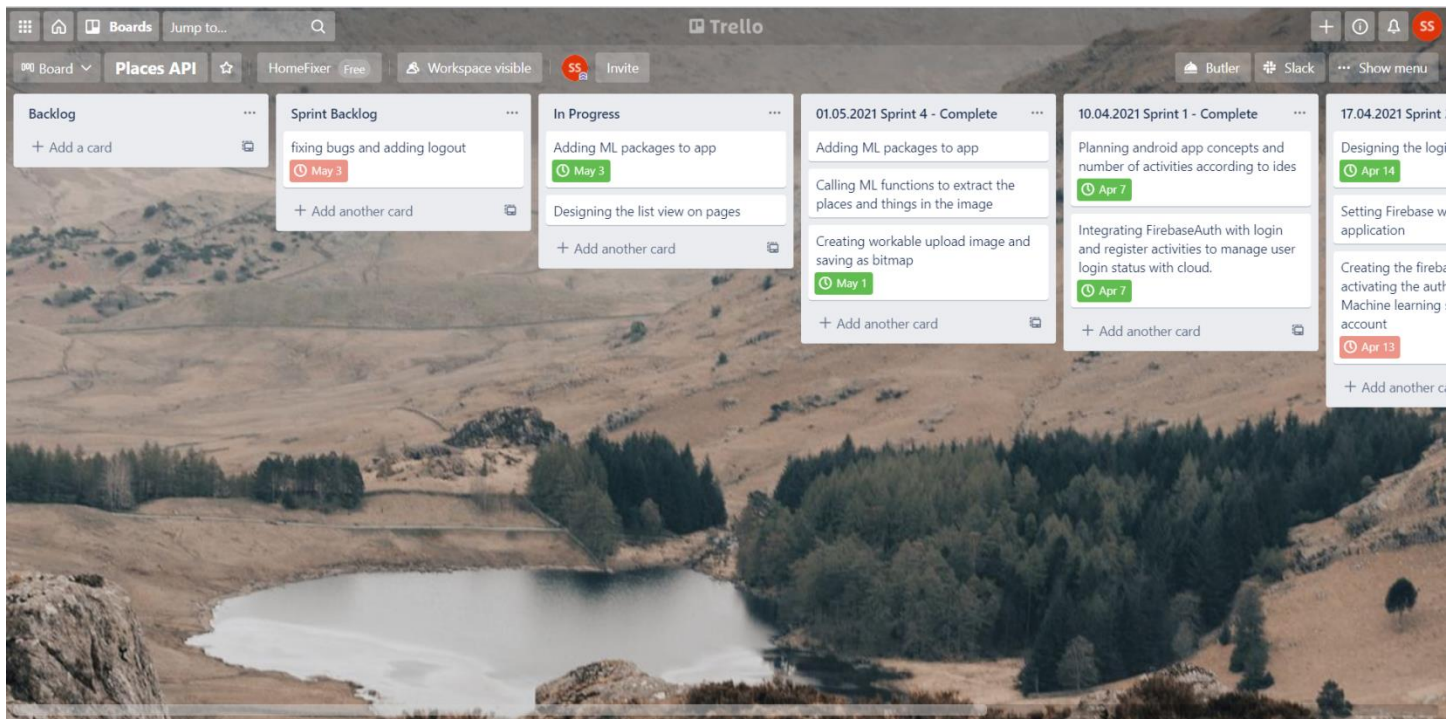 Boards
Jump to...
Trello
SS
Board
Places API
HomeFixer Free
Workspace visible
SS
Invite
Butler
Slack
Show menu
Backlog
+ Add a card
Sprint Backlog
fixing bugs and adding logout
May 3
+ Add another card
In Progress
Adding ML packages to app
May 3
Designing the list view on pages
+ Add another card
01.05.2021 Sprint 4 - Complete
Adding ML packages to app
Calling ML functions to extract the
places and things in the image
Creating workable upload image and
saving as bitmap
May 1
+ Add another card
10.04.2021 Sprint 1 - Complete
Planning android app concepts and
number of activities according to ides
Apr 7
Integrating FirebaseAuth with login
and register activities to manage user
login status with cloud.
Apr 7
+ Add another card
17.04.2021 Sprint
Designing the logi
Apr 14
Setting Firebase w
application
Creating the fireba
activating the auth
Machine learning
account
Apr 13
+ Add another ca